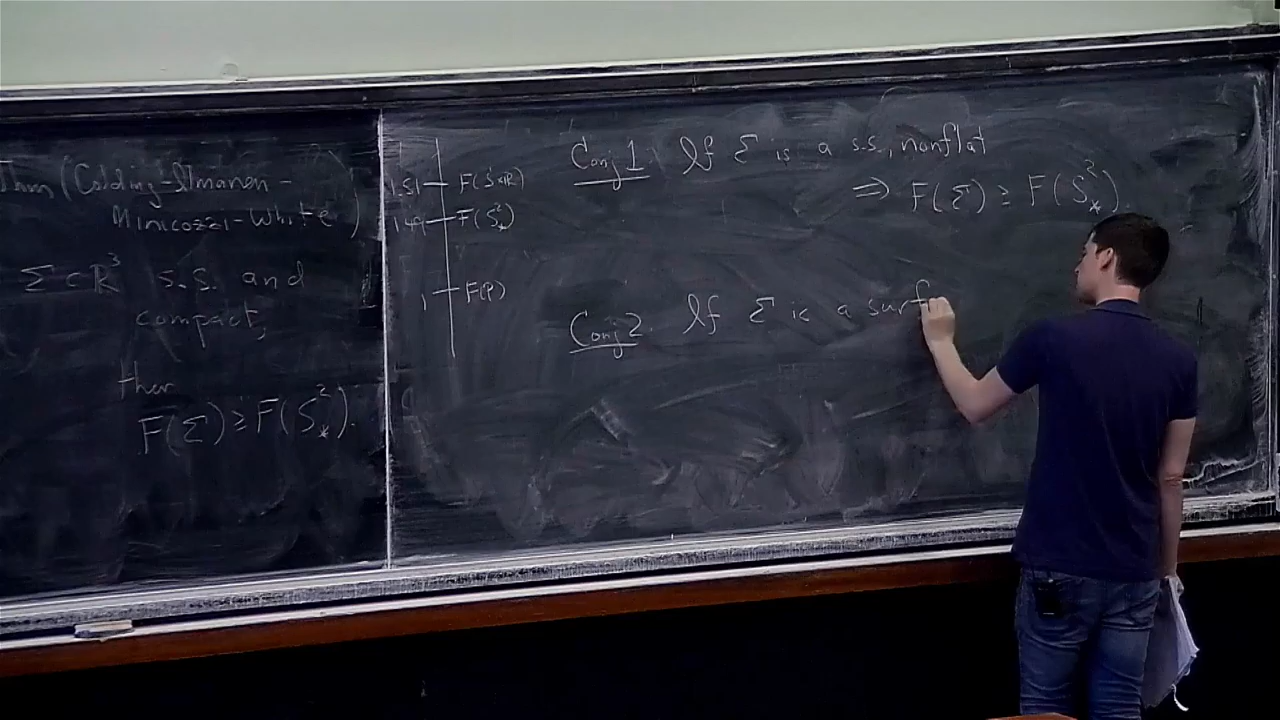 Thm (Colding-Ilmanen-
Minicozzi-White)
Σ⊂ℝ³ s.s. and
compact,
then
F(Σ) ≥ F(S²_*).
1.51 F(S¹×ℝ)
1.49 F(S²_*)
1 F(P)
Conj 1. If Σ is a s.s., nonflat
⇒ F(Σ) ≥ F(S²_*).
Conj 2. If Σ is a surf